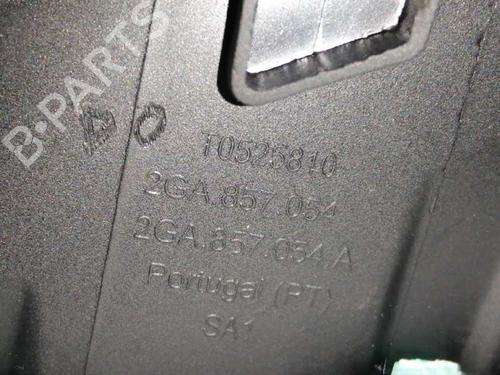 B-PARTS
T0525810
2GA.857.054
2GA.857.054.A
Portugal (PT)
SA1